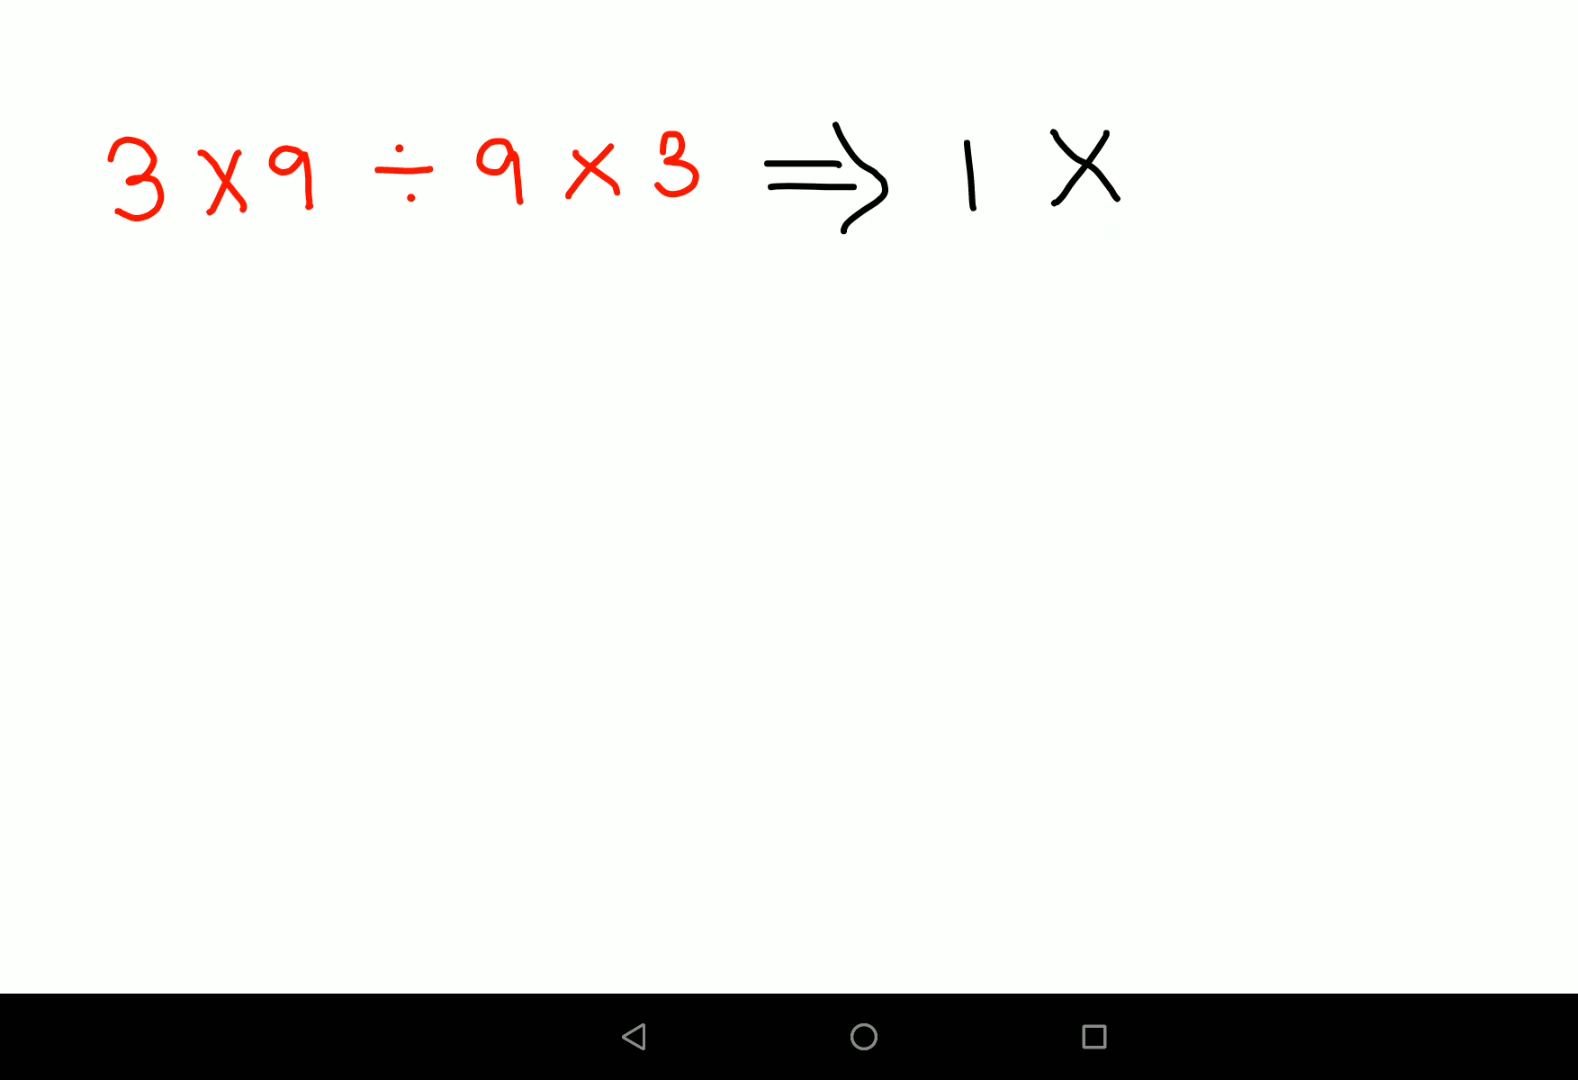 3 × 9 ÷ 9 × 3 ⇒ 1 ×